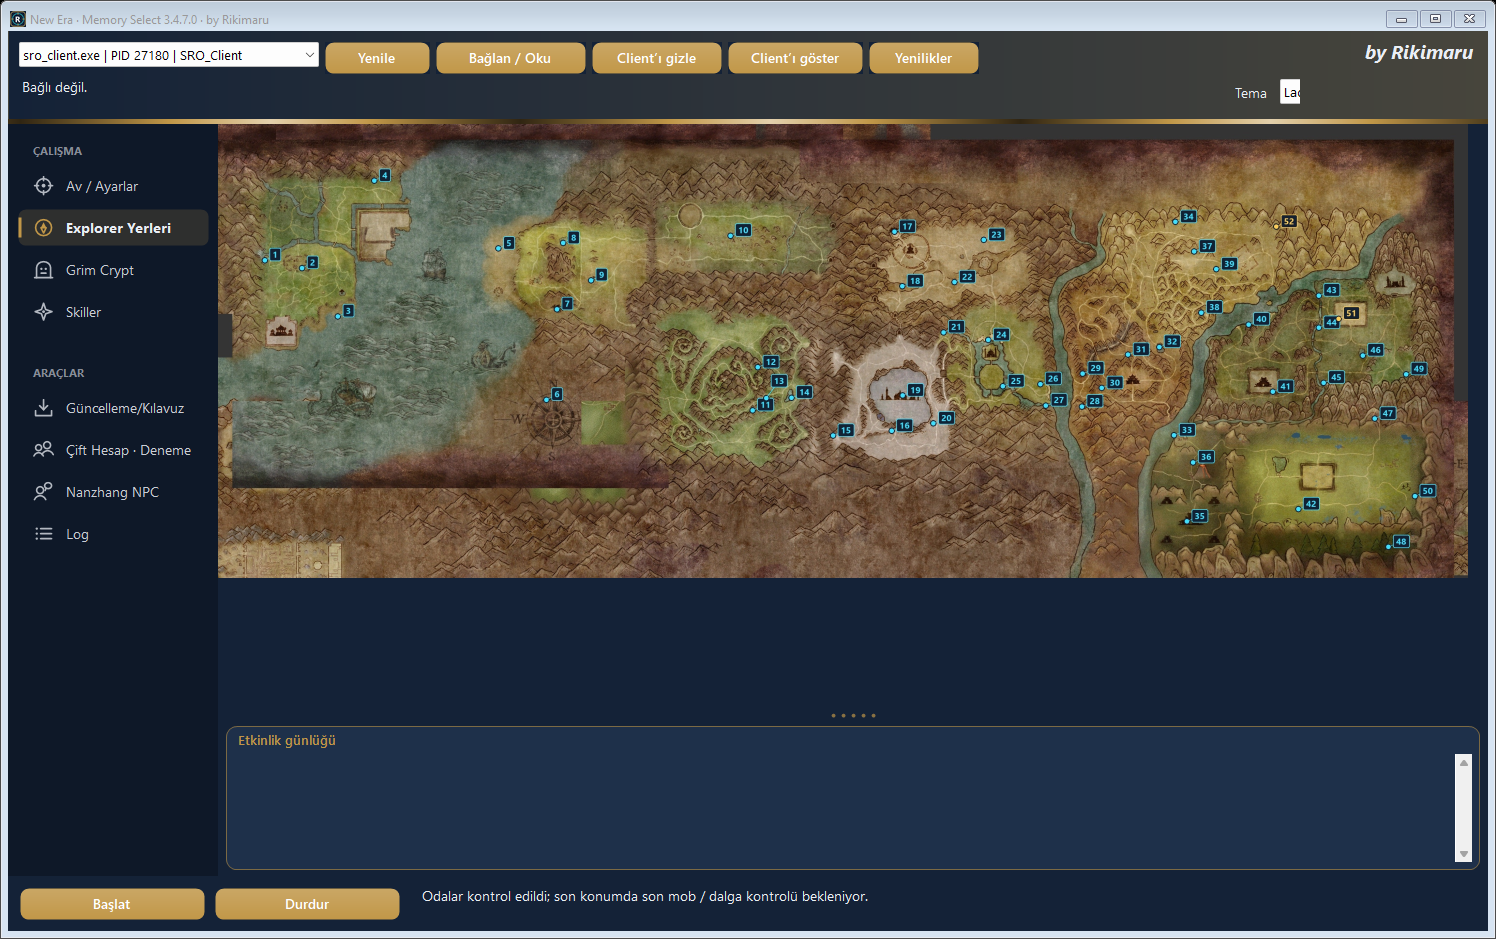 New Era · Memory Select 3.4.7.0 · by Rikimaru
sro_client.exe | PID 27180 | SRO_Client
Yenile
Bağlan / Oku
Client'ı gizle
Client'ı göster
Yenilikler
by Rikimaru
Bağlı değil.
Tema
Lac
ÇALIŞMA
Av / Ayarlar
Explorer Yerleri
Grim Crypt
Skiller
ARAÇLAR
Güncelleme/Kılavuz
Çift Hesap · Deneme
Nanzhang NPC
Log
4
1
2
3
5
8
9
7
6
10
12
13
14
11
17
23
18
22
21
24
19
25
16
20
15
26
27
34
52
37
39
38
40
43
51
44
31
32
29
30
28
46
49
45
41
47
33
36
35
42
50
48
Etkinlik günlüğü
Başlat
Durdur
Odalar kontrol edildi; son konumda son mob / dalga kontrolü bekleniyor.